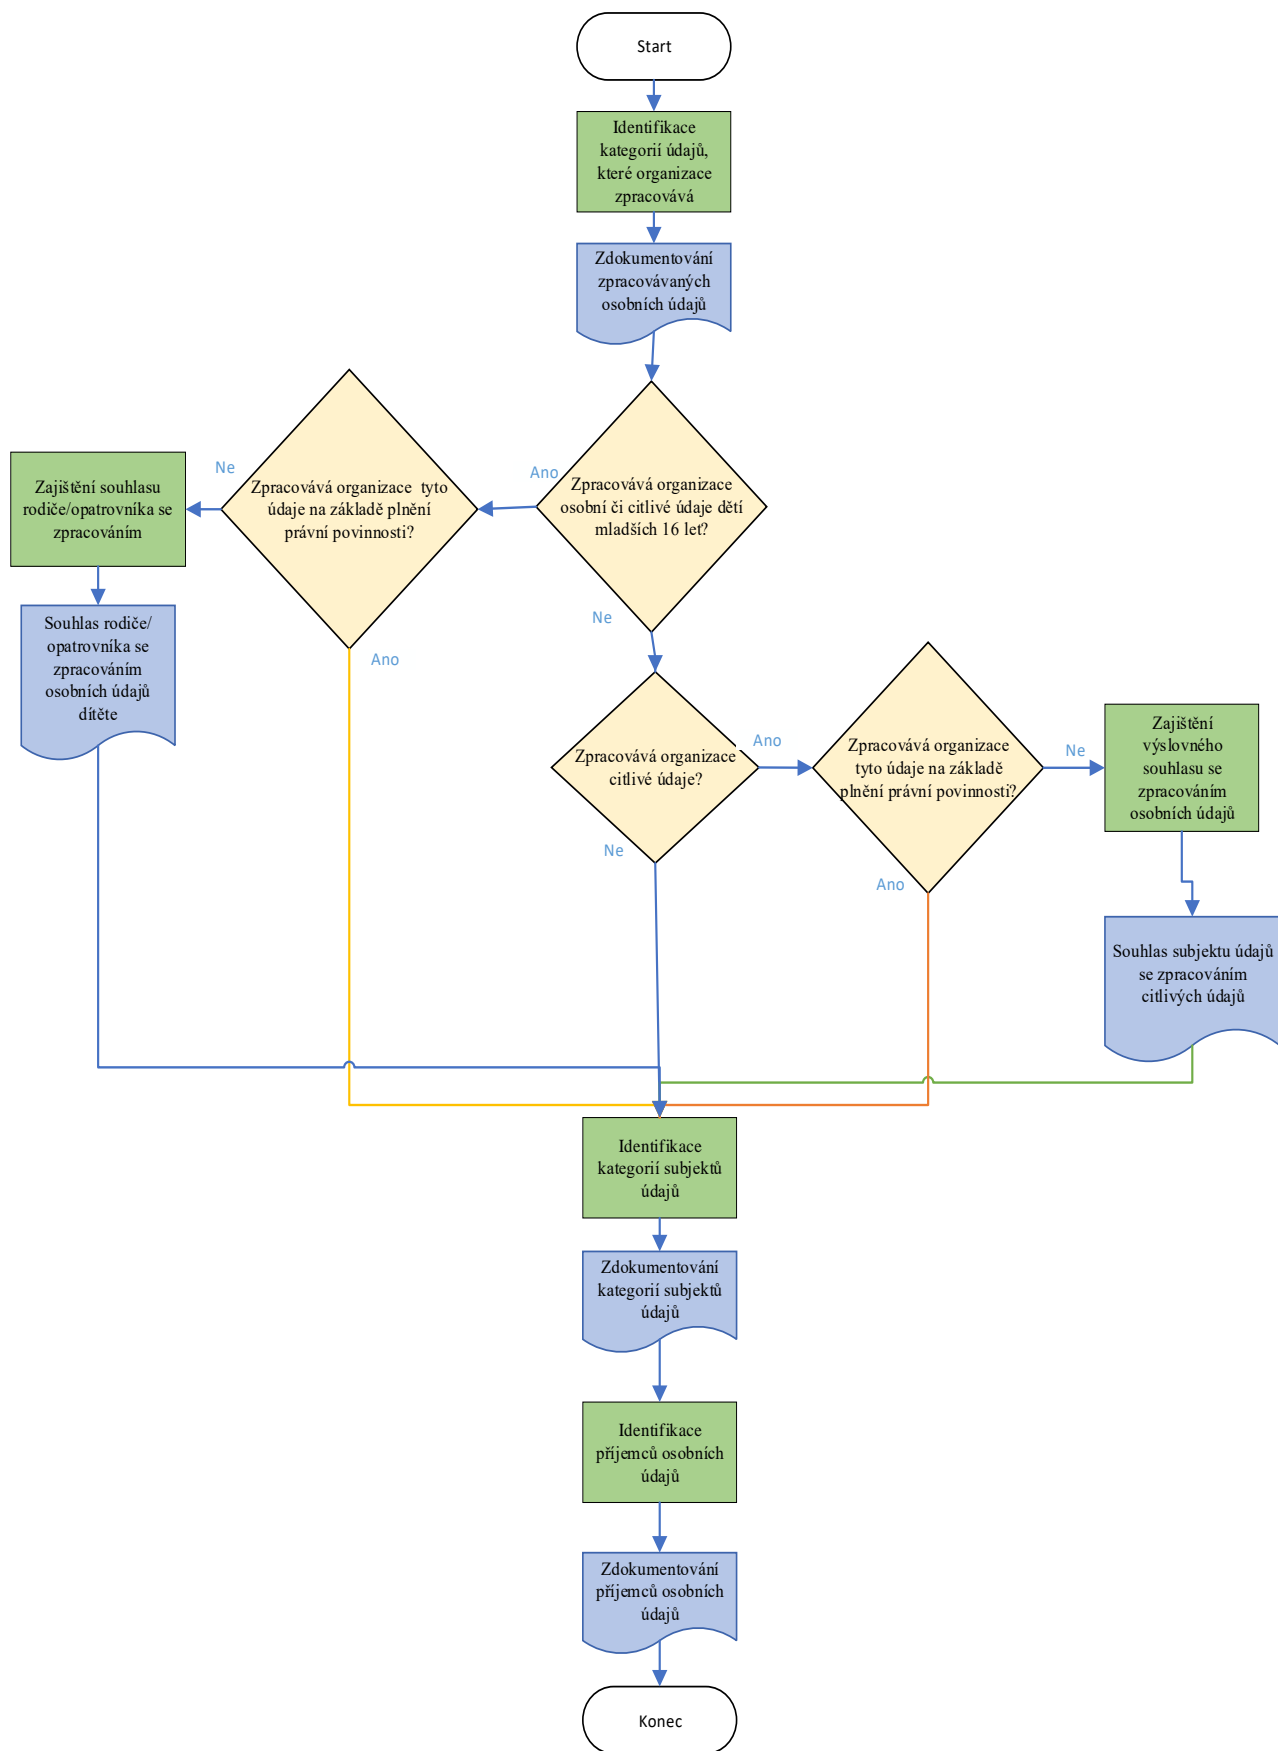 Start
Identifikace
kategorií údajů,
které organizace
zpracovává
Zdokumentování
zpracovávaných
osobních údajů
Zpracovává organizace
osobní či citlivé údaje dětí
mladších 16 let?
Ano
Ne
Zpracovává organizace  tyto
údaje na základě plnění
právní povinnosti?
Ne
Ano
Zajištění souhlasu
rodiče/opatrovníka se
zpracováním
Souhlas rodiče/
opatrovníka se
zpracováním
osobních údajů
dítěte
Zpracovává organizace
citlivé údaje?
Ano
Ne
Zpracovává organizace
tyto údaje na základě
plnění právní povinnosti?
Ne
Ano
Zajištění
výslovného
souhlasu se
zpracováním
osobních údajů
Souhlas subjektu údajů
se zpracováním
citlivých údajů
Identifikace
kategorií subjektů
údajů
Zdokumentování
kategorií subjektů
údajů
Identifikace
příjemců osobních
údajů
Zdokumentování
příjemců osobních
údajů
Konec